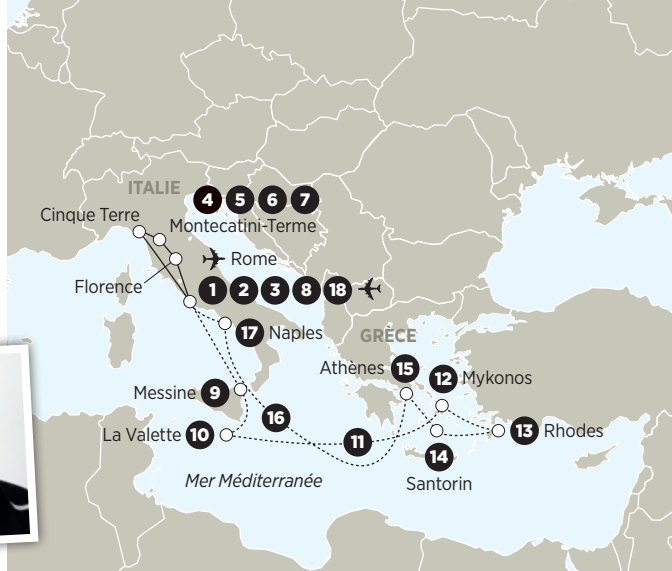 ITALIE
4 5 6 7
Cinque Terre
Montecatini-Terme
Rome
Florence
1 2 3 8 18
17 Naples
GRÈCE
Athènes 15
12 Mykonos
Messine 9
16
La Valette 10
11
13 Rhodes
14
Mer Méditerranée
Santorin